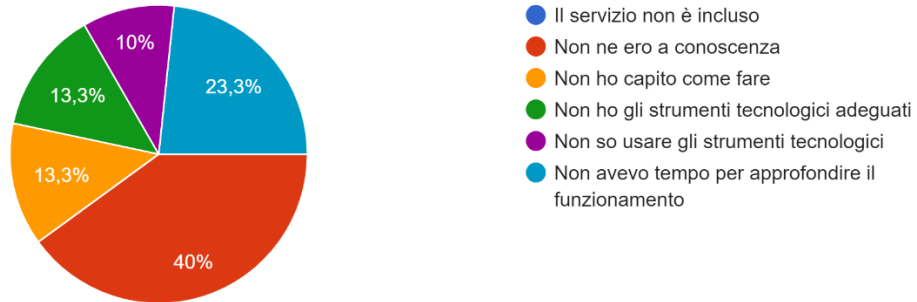 10%
23,3%
13,3%
13,3%
40%
Il servizio non è incluso
Non ne ero a conoscenza
Non ho capito come fare
Non ho gli strumenti tecnologici adeguati
Non so usare gli strumenti tecnologici
Non avevo tempo per approfondire il
funzionamento